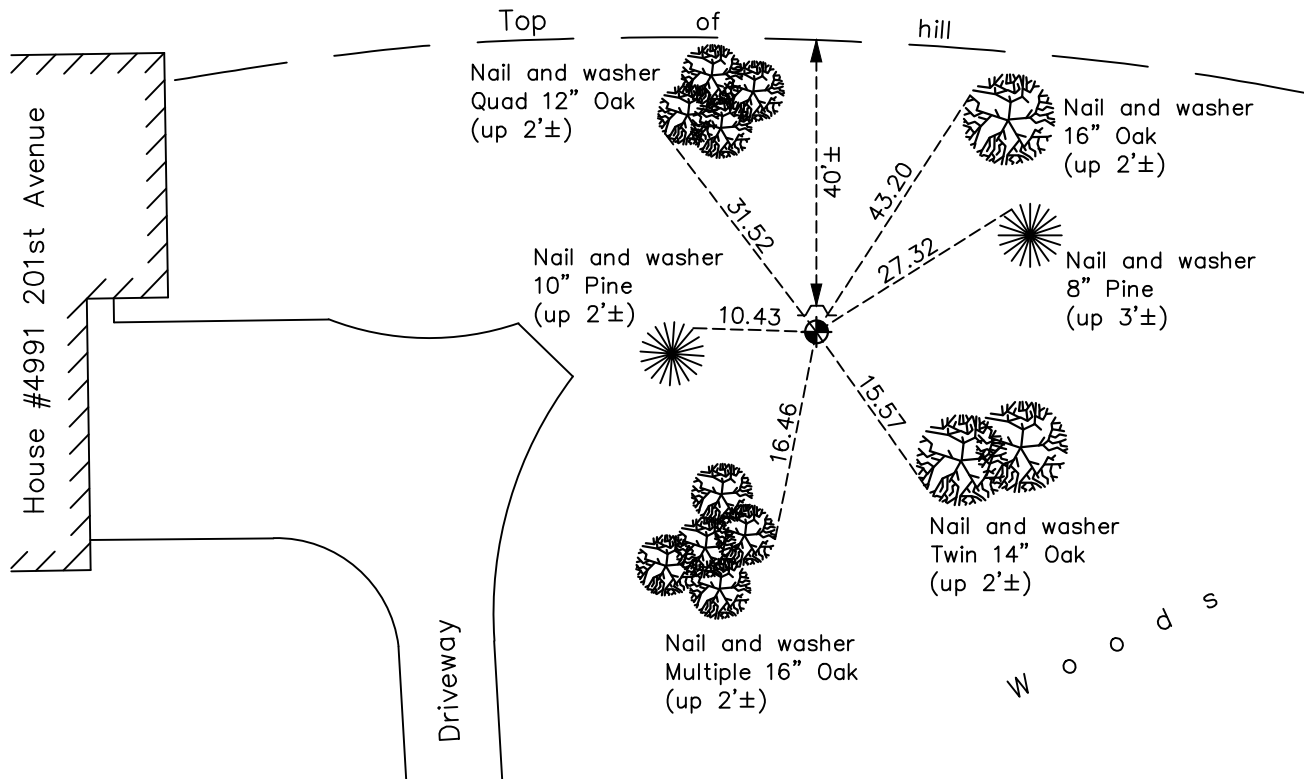 Top of hill
Nail and washer
Quad 12" Oak
(up 2'±)
Nail and washer
16" Oak
(up 2'±)
40'±
43.20
31.52
27.32
Nail and washer
10" Pine
(up 2'±)
10.43
Nail and washer
8" Pine
(up 3'±)
House #4991 201st Avenue
15.57
16.46
Nail and washer
Twin 14" Oak
(up 2'±)
Nail and washer
Multiple 16" Oak
(up 2'±)
Woods
Driveway